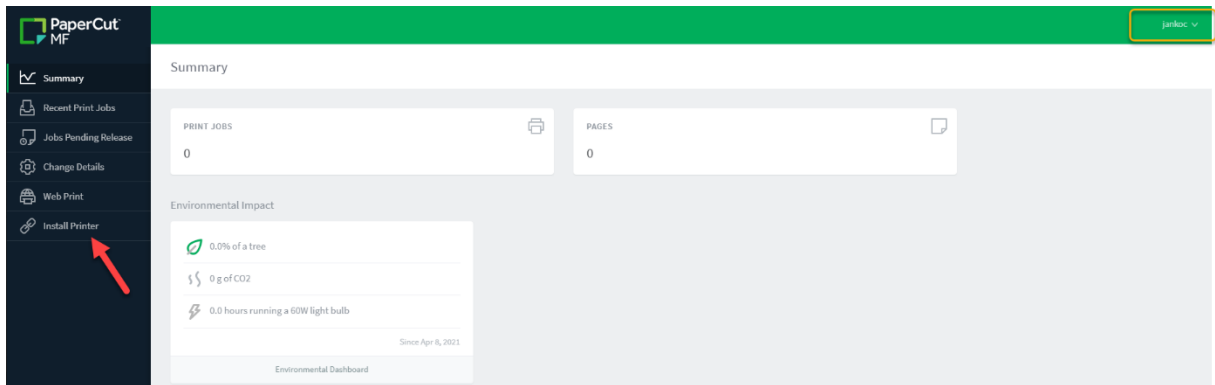 PaperCut
MF
jankoc
Summary
Recent Print Jobs
Jobs Pending Release
Change Details
Web Print
Install Printer
Summary
PRINT JOBS
0
PAGES
0
Environmental Impact
0.0% of a tree
0 g of CO2
0.0 hours running a 60W light bulb
Since Apr 8, 2021
Environmental Dashboard